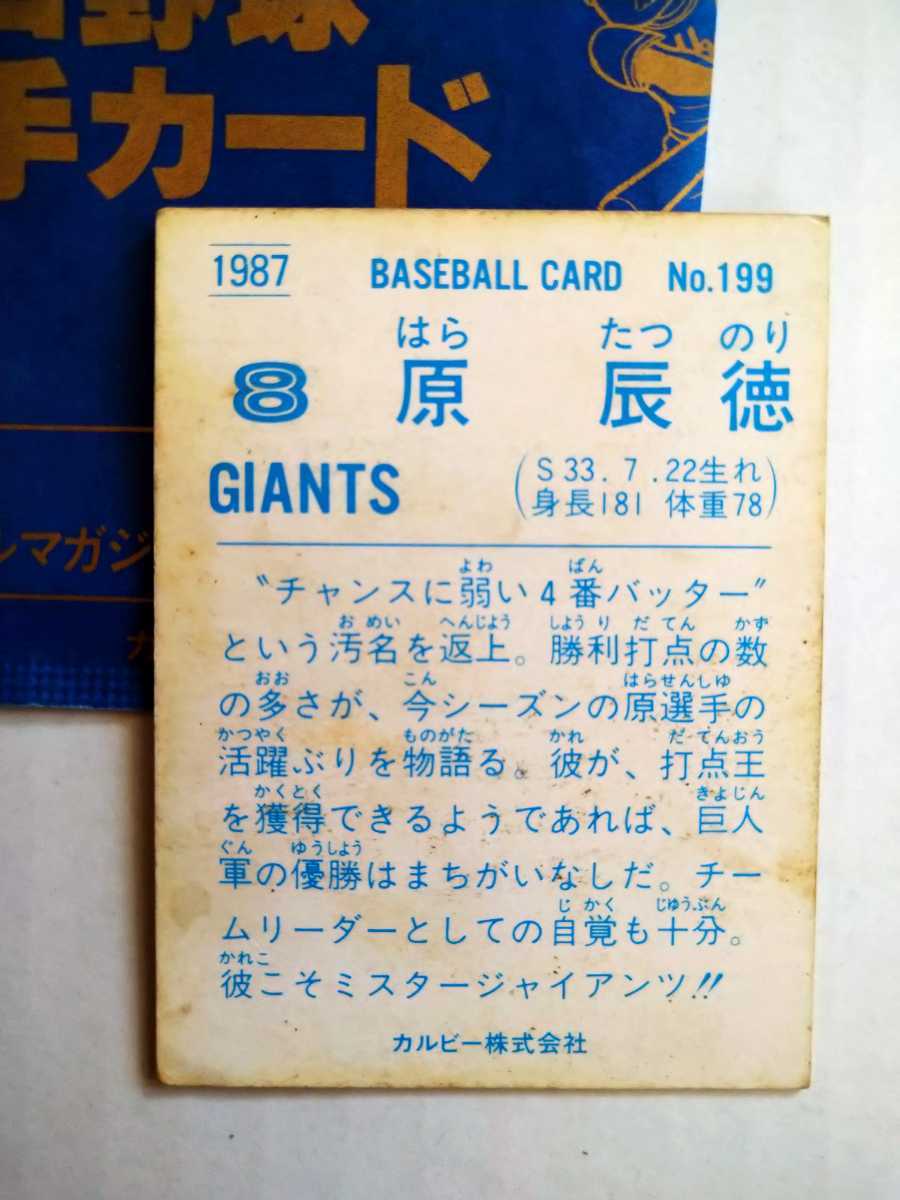 手カード
ルマガジ
1987 BASEBALL CARD No.199
はら たつ のり
8 原 辰 徳
GIANTS
(S33.7.22生れ
身長181 体重78)
よわ ばん
“チャンスに弱い4番バッター”
おめい へんじよう しようりだてん かず
という汚名を返上。勝利打点の数
おお こん はらせんしゆ
の多さが、今シーズンの原選手の
かつやく ものがた かれ だてんおう
活躍ぶりを物語る。彼が、打点王
かくとく きよじん
を獲得できるようであれば、巨人
ぐん ゆうしよう
軍の優勝はまちがいなしだ。チー
じかく じゆうぶん
ムリーダーとしての自覚も十分。
かれこ
彼こそミスタージャイアンツ!!
カルビー株式会社